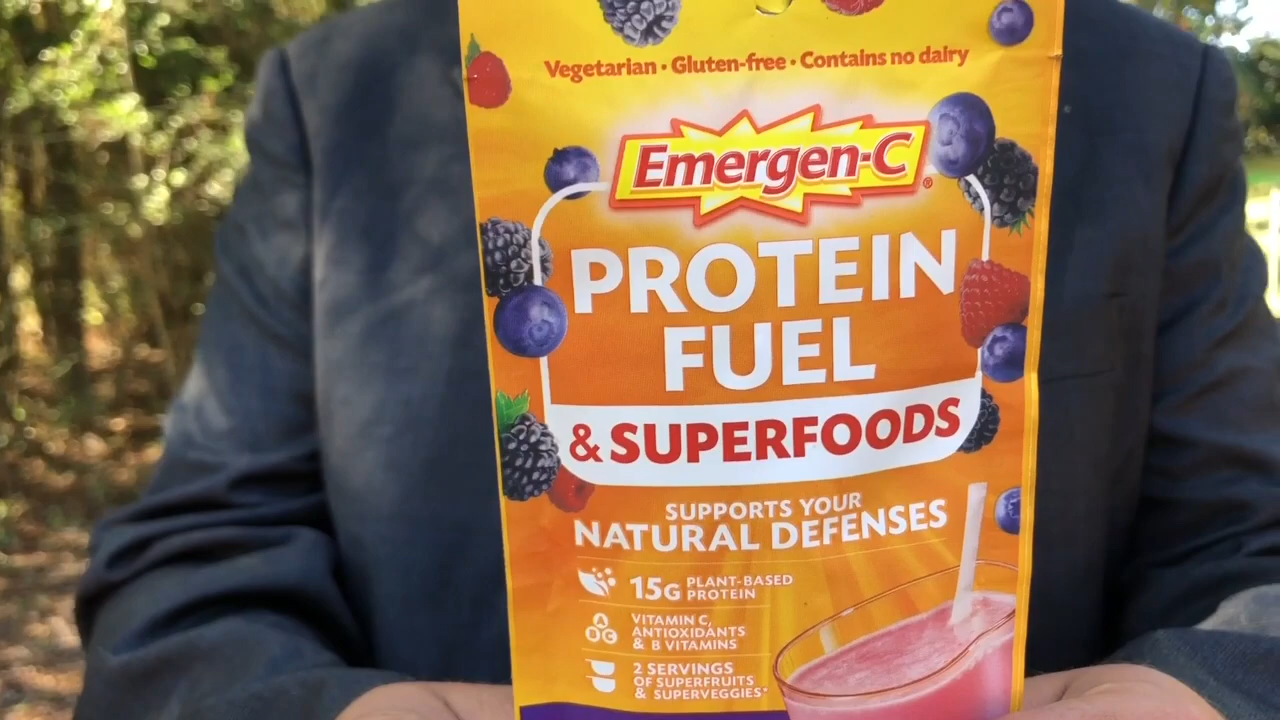 Vegetarian · Gluten-free · Contains no dairy
Emergen-C®
PROTEIN
FUEL
& SUPERFOODS
SUPPORTS YOUR
NATURAL DEFENSES
15G PLANT-BASED
PROTEIN
A
B C
VITAMIN C,
ANTIOXIDANTS
& B VITAMINS
2 SERVINGS
OF SUPERFRUITS
& SUPERVEGGIES*